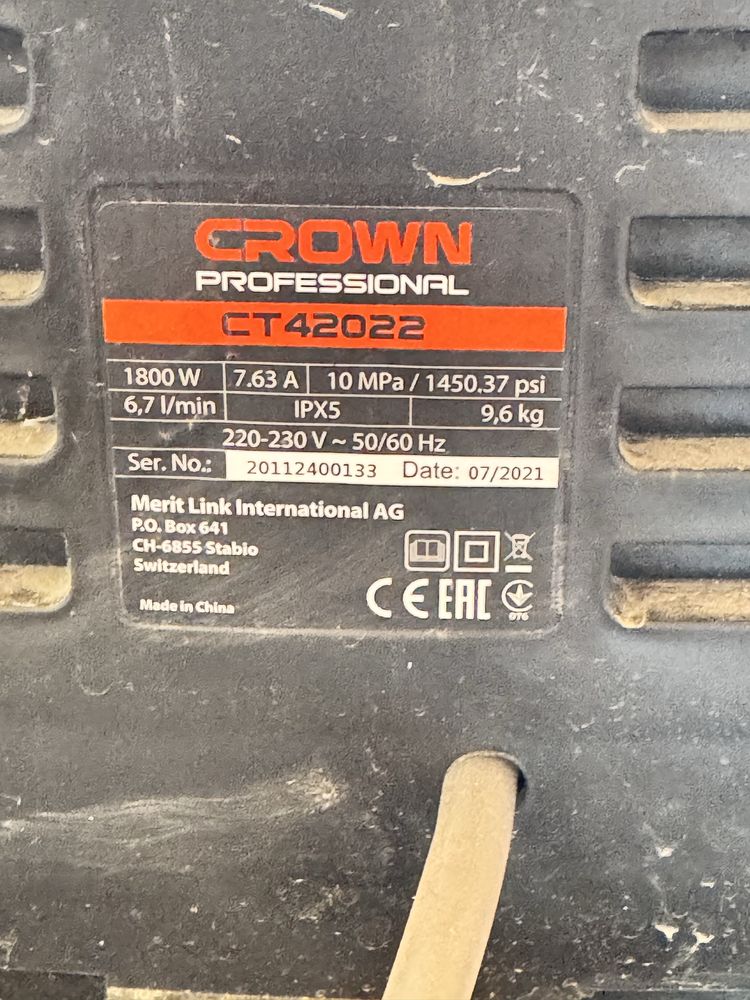 CROWN
PROFESSIONAL
CT42022
1800 W 7.63 A 10 MPa / 1450.37 psi
6,7 l/min IPX5 9,6 kg
220-230 V ~ 50/60 Hz
Ser. No.: 20112400133 Date: 07/2021
Merit Link International AG
P.O. Box 641
CH-6855 Stabio
Switzerland
Made in China
CE EAC
076